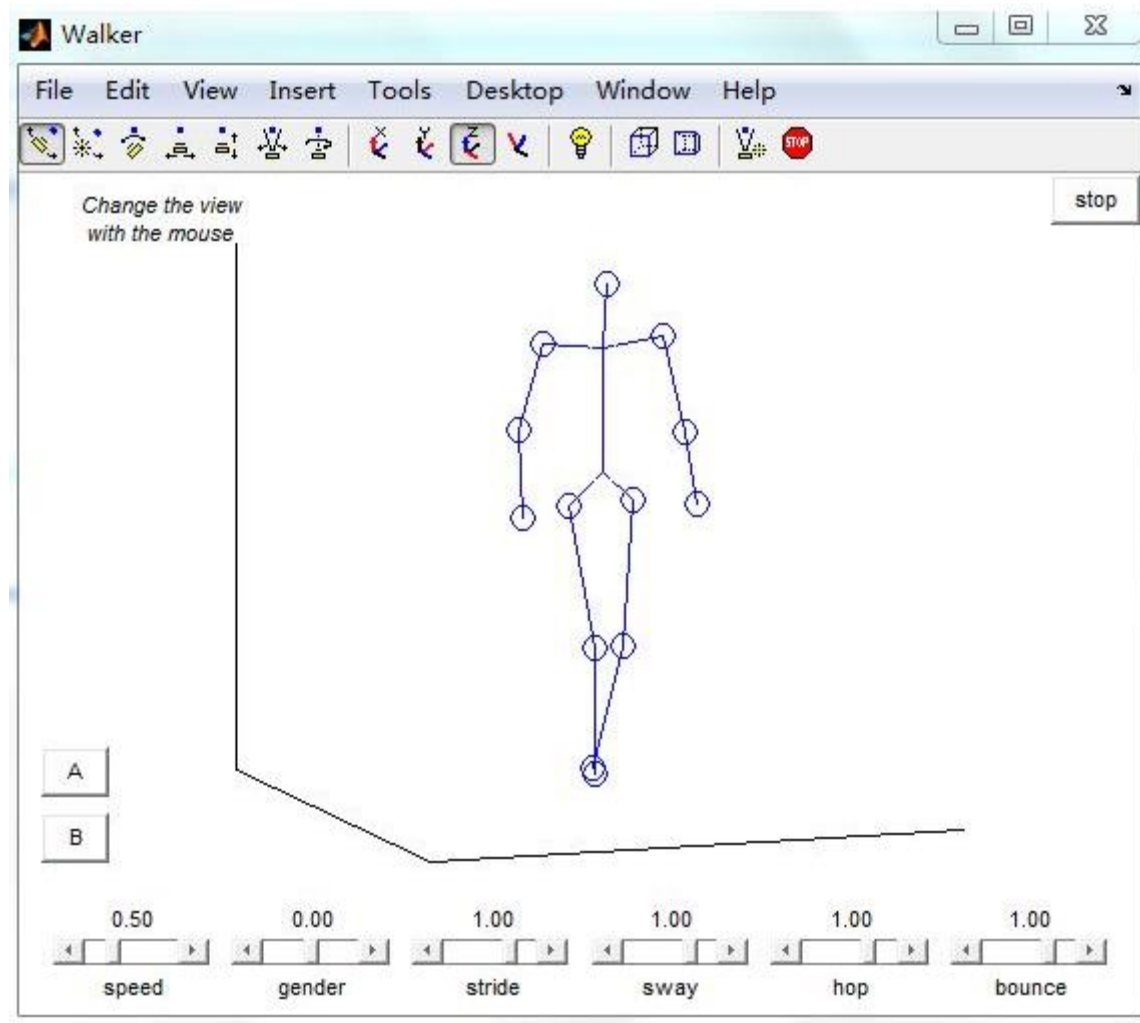 Walker
File Edit View Insert Tools Desktop Window Help
X Y Z
STOP
Change the view
with the mouse
stop
A
B
0.50 0.00 1.00 1.00 1.00 1.00
speed gender stride sway hop bounce